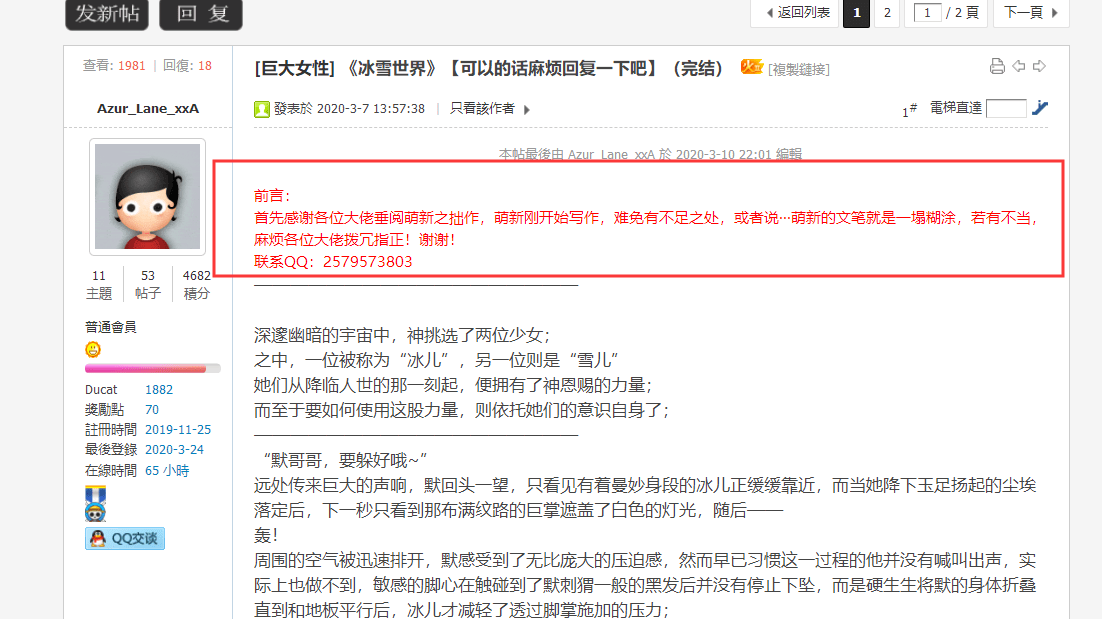 发新帖 回 复
返回列表 1 2 1 / 2 頁 下一頁
查看: 1981 | 回復: 18
[巨大女性] 《冰雪世界》【可以的话麻烦回复一下吧】（完结） [複製鏈接]
Azur_Lane_xxA
發表於 2020-3-7 13:57:38 | 只看該作者
1# 電梯直達
本帖最後由 Azur_Lane_xxA 於 2020-3-10 22:01 編輯
前言：
首先感谢各位大佬垂阅萌新之拙作，萌新刚开始写作，难免有不足之处，或者说···萌新的文笔就是一塌糊涂，若有不当，
麻烦各位大佬拨冗指正！谢谢！
联系QQ：2579573803
11 53 4682
主題 帖子 積分
普通會員
Ducat 1882
獎勵點 70
註冊時間 2019-11-25
最後登錄 2020-3-24
在線時間 65 小時
QQ交谈
深邃幽暗的宇宙中，神挑选了两位少女；
之中，一位被称为“冰儿”，另一位则是“雪儿”
她们从降临人世的那一刻起，便拥有了神恩赐的力量；
而至于要如何使用这股力量，则依托她们的意识自身了；
“默哥哥，要躲好哦~”
远处传来巨大的声响，默回头一望，只看见有着曼妙身段的冰儿正缓缓靠近，而当她降下玉足扬起的尘埃
落定后，下一秒只看到那布满纹路的巨掌遮盖了白色的灯光，随后——
轰！
周围的空气被迅速排开，默感受到了无比庞大的压迫感，然而早已习惯这一过程的他并没有喊叫出声，实
际上也做不到，敏感的脚心在触碰到了默刺猬一般的黑发后并没有停止下坠，而是硬生生将默的身体折叠
直到和地板平行后，冰儿才减轻了透过脚掌施加的压力；